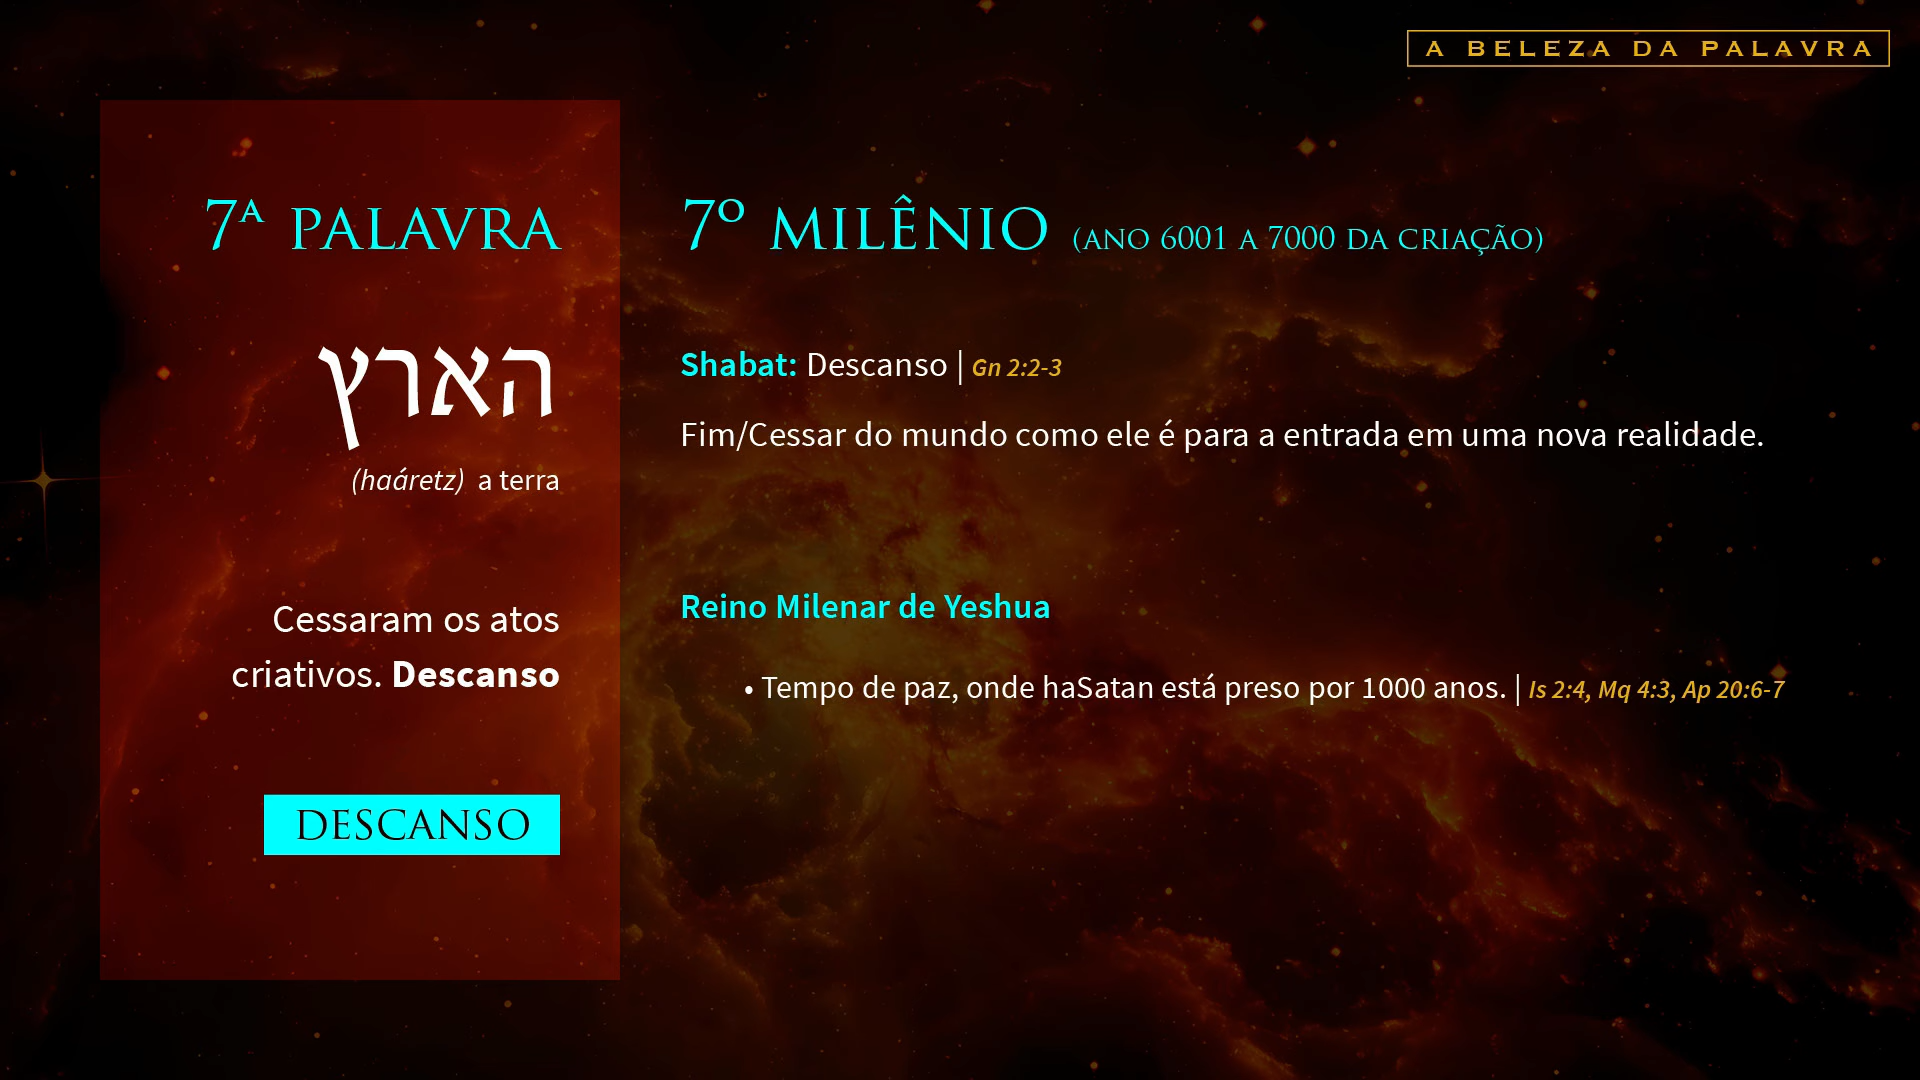 A BELEZA DA PALAVRA
7ª PALAVRA
הארץ
(haáretz) a terra
Cessaram os atos
criativos. Descanso
DESCANSO
7º MILÊNIO (ANO 6001 A 7000 DA CRIAÇÃO)
Shabat: Descanso | Gn 2:2-3
Fim/Cessar do mundo como ele é para a entrada em uma nova realidade.
Reino Milenar de Yeshua
• Tempo de paz, onde haSatan está preso por 1000 anos. | Is 2:4, Mq 4:3, Ap 20:6-7